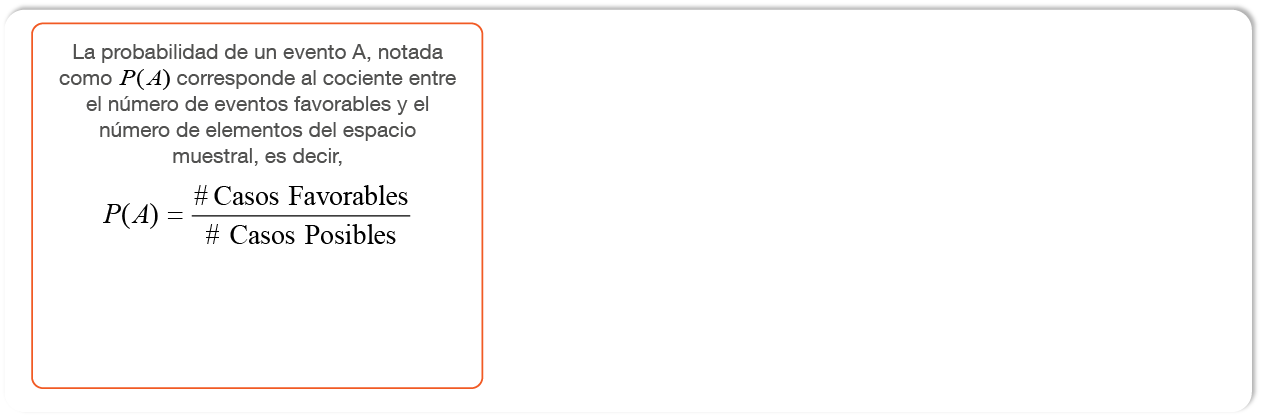 La probabilidad de un evento A, notada
como P(A) corresponde al cociente entre
el número de eventos favorables y el
número de elementos del espacio
muestral, es decir,
P(A) = # Casos Favorables / # Casos Posibles